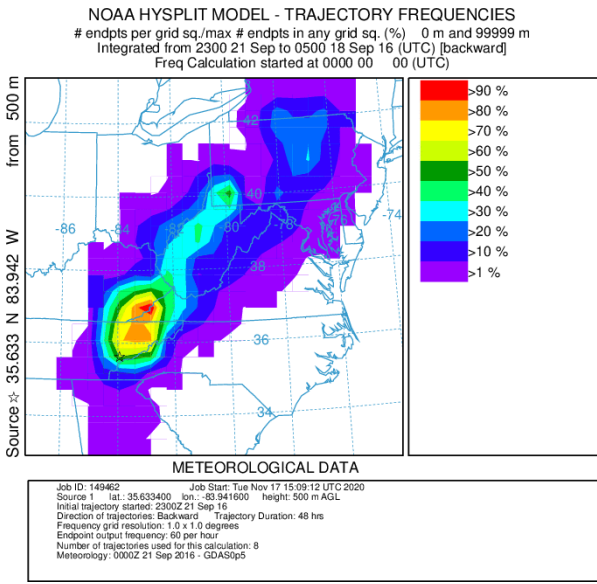 NOAA HYSPLIT MODEL - TRAJECTORY FREQUENCIES
# endpts per grid sq./max # endpts in any grid sq. (%) 0 m and 99999 m
Integrated from 2300 21 Sep to 0500 18 Sep 16 (UTC) [backward]
Freq Calculation started at 0000 00 00 (UTC)
Source ☆ 35.633 N 83.942 W from 500 m
42
40
-86
-84
-82
-80
-78
-76
-74
38
36
34
>90 %
>80 %
>70 %
>60 %
>50 %
>40 %
>30 %
>20 %
>10 %
>1 %
METEOROLOGICAL DATA
Job ID: 149462 Job Start: Tue Nov 17 15:09:12 UTC 2020
Source 1 lat.: 35.633400 lon.: -83.941600 height: 500 m AGL
Initial trajectory started: 2300Z 21 Sep 16
Direction of trajectories: Backward Trajectory Duration: 48 hrs
Frequency grid resolution: 1.0 x 1.0 degrees
Endpoint output frequency: 60 per hour
Number of trajectories used for this calculation: 8
Meteorology: 0000Z 21 Sep 2016 - GDAS0p5